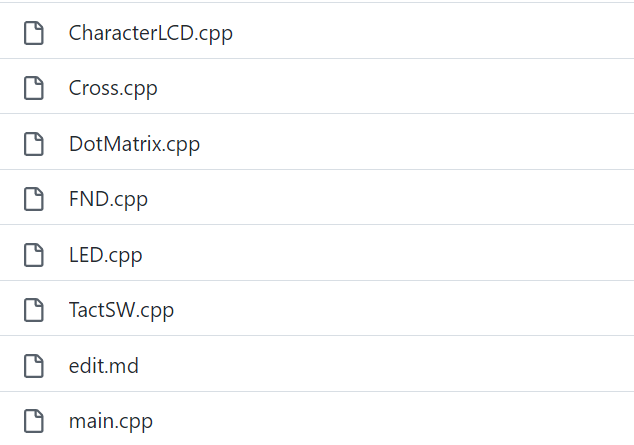 CharacterLCD.cpp
Cross.cpp
DotMatrix.cpp
FND.cpp
LED.cpp
TactSW.cpp
edit.md
main.cpp